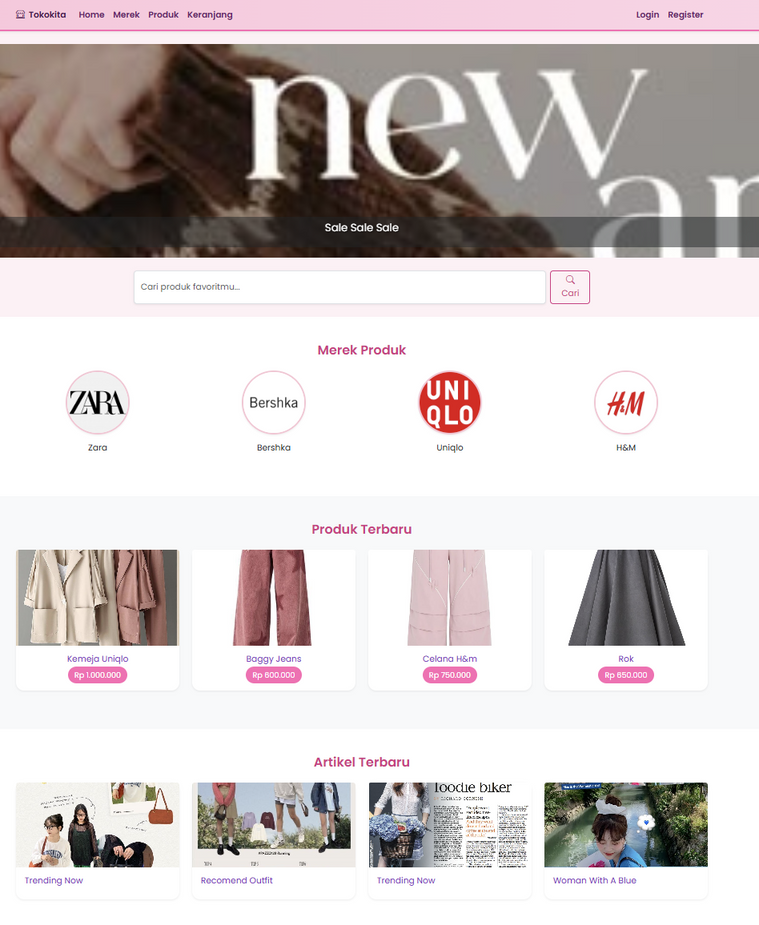 Tokokita Home Merek Produk Keranjang Login Register
new
ar
Sale Sale Sale
Cari produk favoritmu...
Cari
Merek Produk
ZARA
Bershka
UNI
QLO
H&M
Zara Bershka Uniqlo H&M
Produk Terbaru
Kemeja Uniqlo Baggy Jeans Celana H&m Rok
Rp 1.000.000 Rp 600.000 Rp 750.000 Rp 650.000
Artikel Terbaru
foodie biker
Trending Now Recomend Outfit Trending Now Woman With A Blue